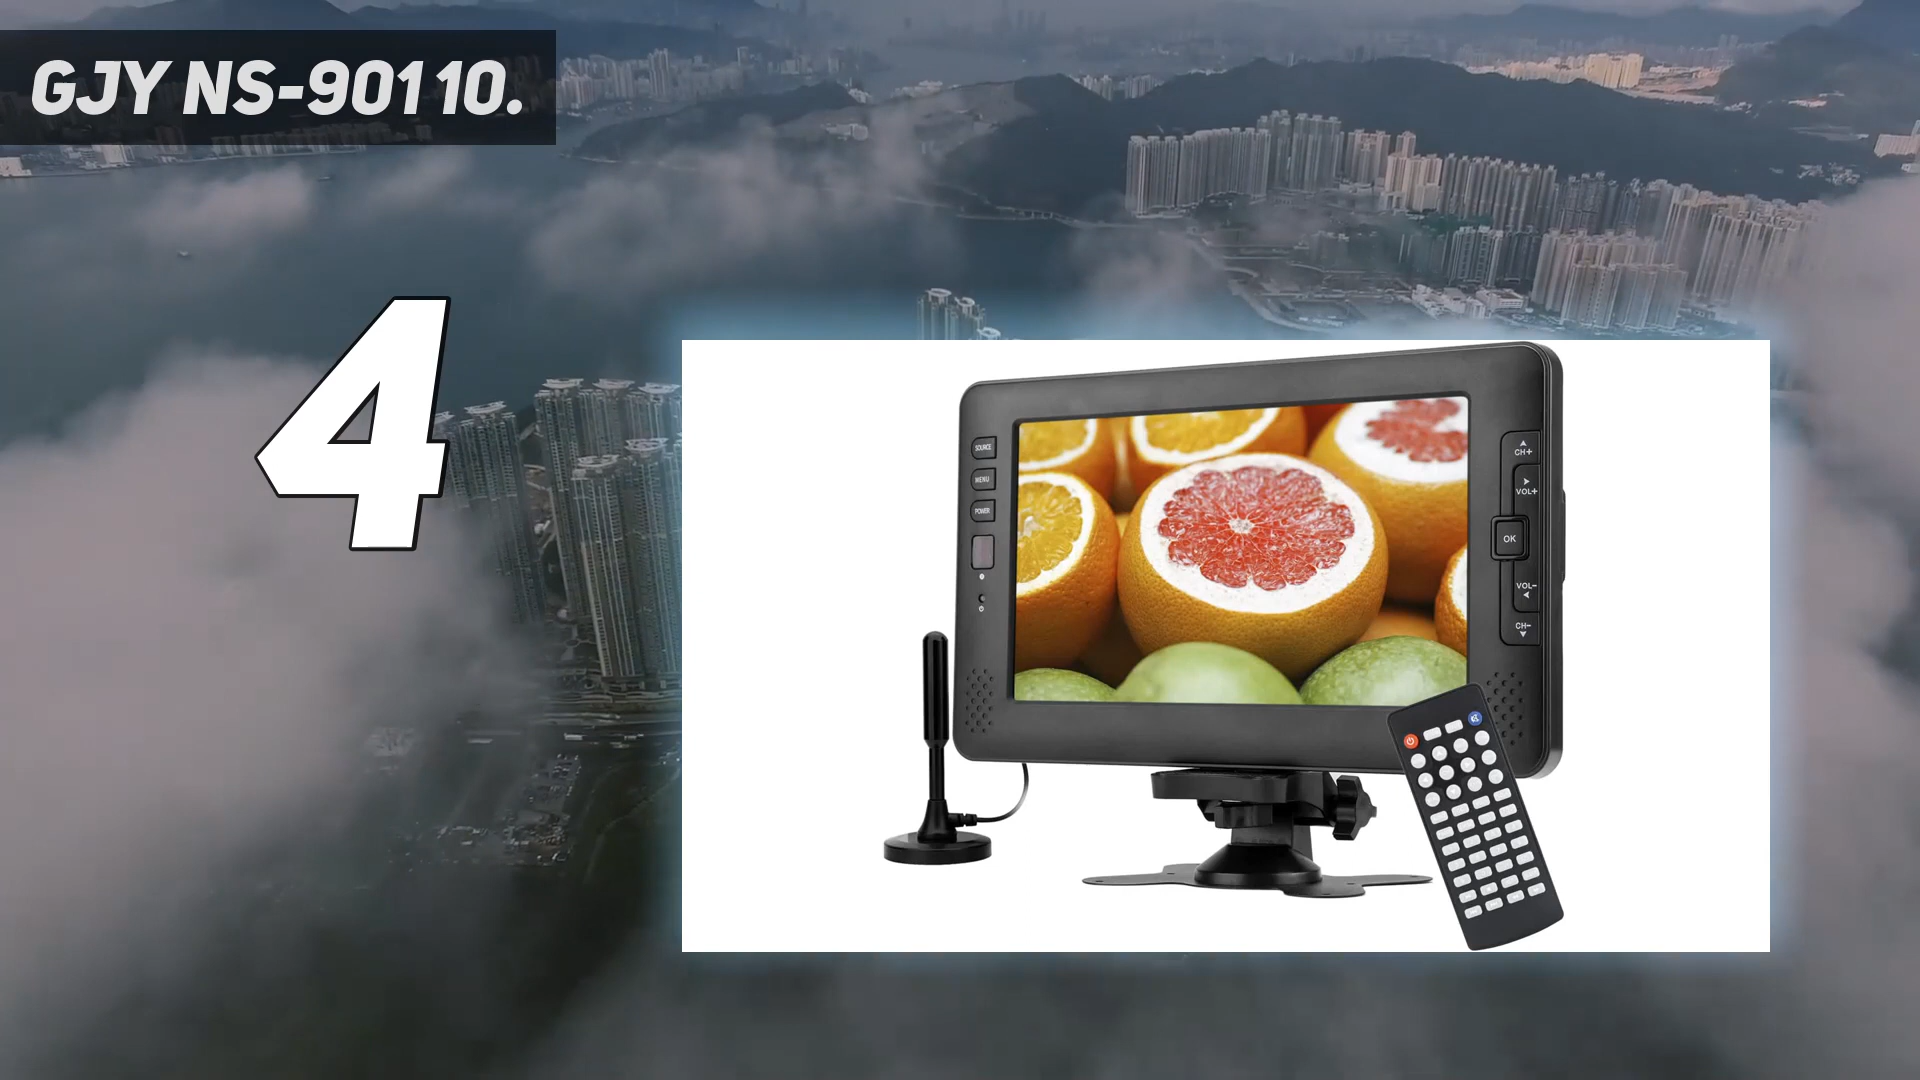 GJY NS-90110.
4
SOURCE
MENU
POWER
CH+
VOL+
OK
VOL-
CH-